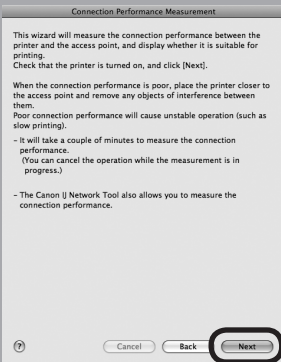 Connection Performance Measurement
This wizard will measure the connection performance between the
printer and the access point, and display whether it is suitable for
printing.
Check that the printer is turned on, and click [Next].
When the connection performance is poor, place the printer closer to
the access point and remove any objects of interference between
them.
Poor connection performance will cause unstable operation (such as
slow printing).
- It will take a couple of minutes to measure the connection
performance.
(You can cancel the operation while the measurement is in
progress.)
- The Canon IJ Network Tool also allows you to measure the
connection performance.
? Cancel Back Next